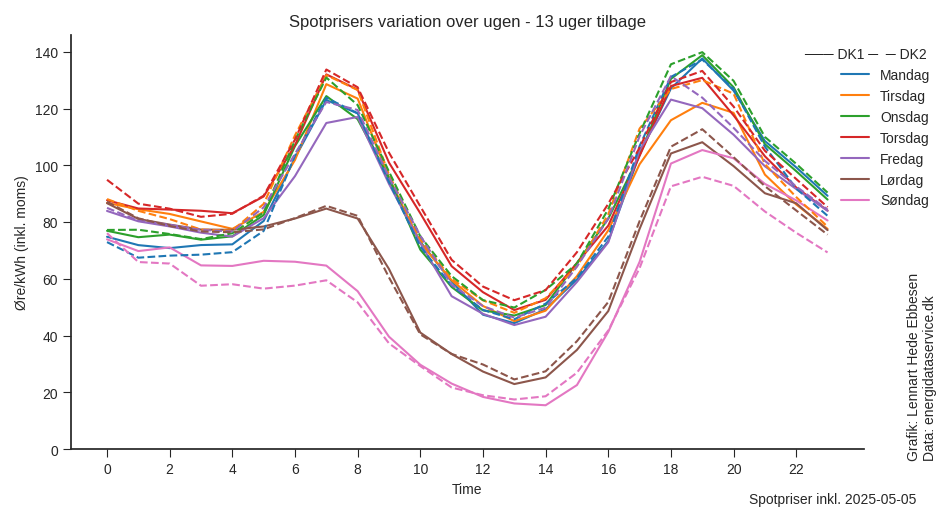 Spotprisers variation over ugen - 13 uger tilbage
Øre/kWh (inkl. moms)
140
120
100
80
60
40
20
0
0 2 4 6 8 10 12 14 16 18 20 22
Time
DK1 DK2
Mandag
Tirsdag
Onsdag
Torsdag
Fredag
Lørdag
Søndag
Grafik: Lennart Hede Ebbesen
Data: energidataservice.dk
Spotpriser inkl. 2025-05-05